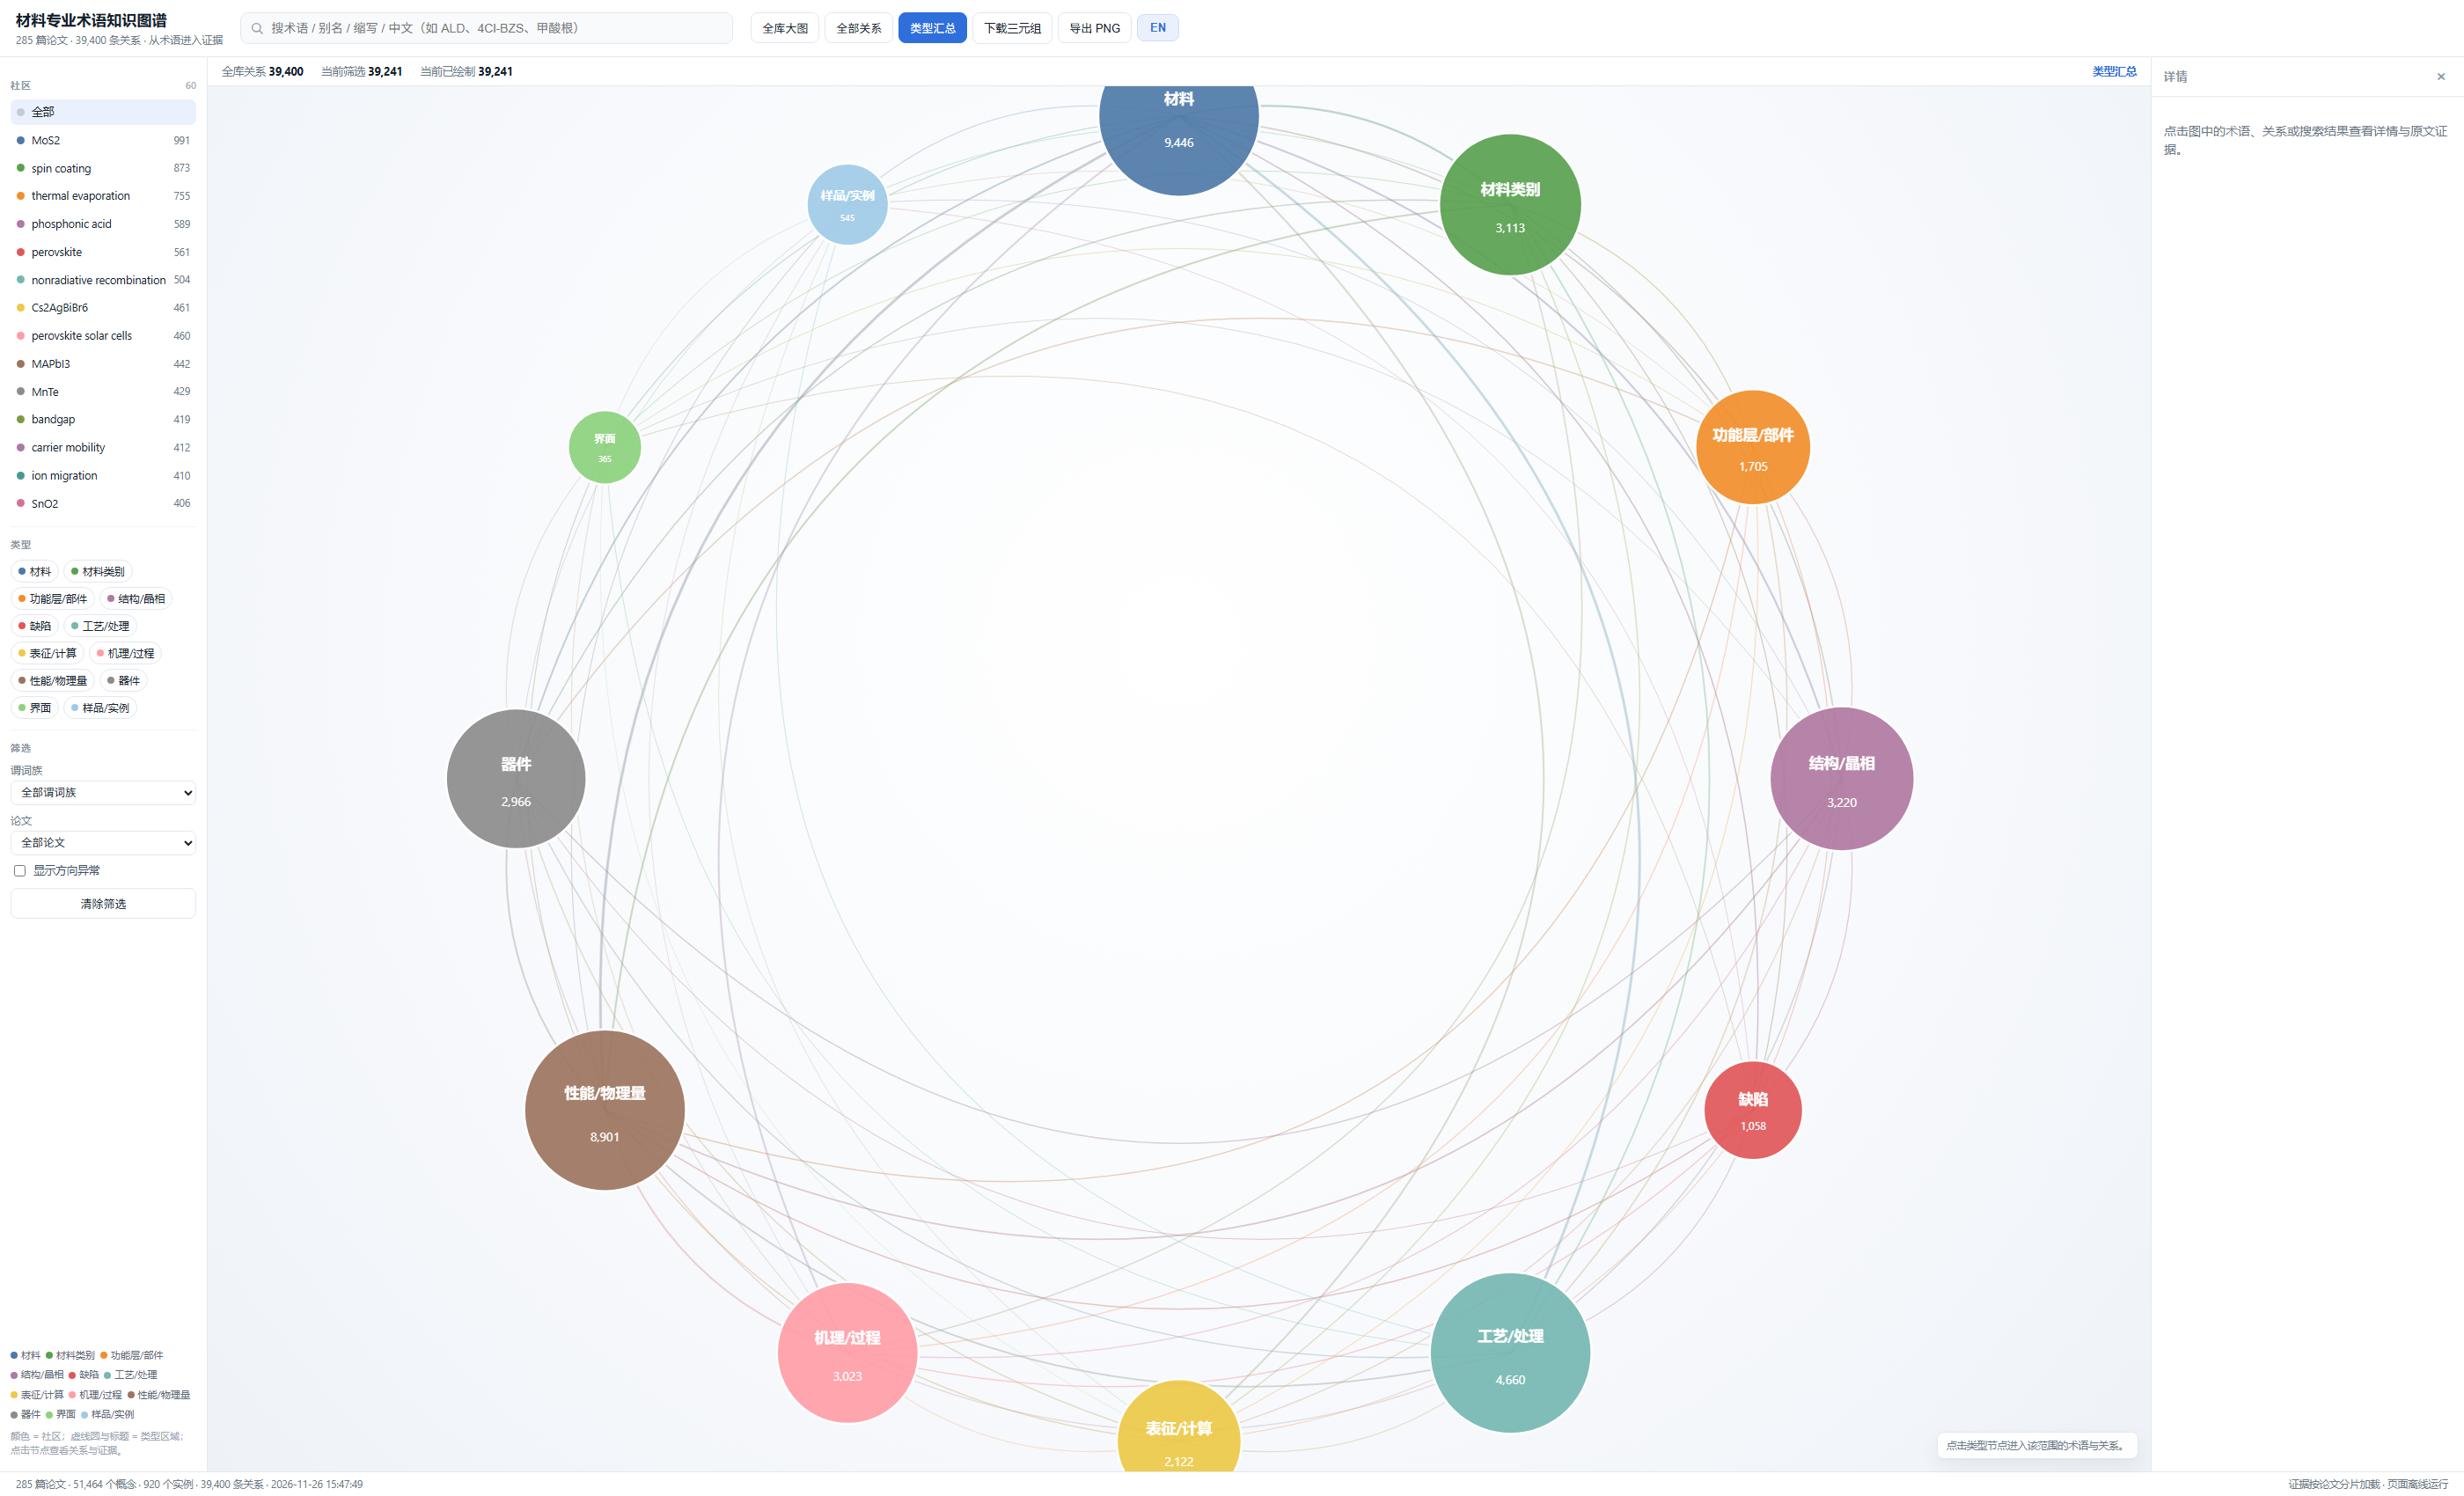 材料专业术语知识图谱
285 篇论文 · 39,400 条关系 · 从术语进入证据
搜术语 / 别名 / 缩写 / 中文（如 ALD、4Cl-BZS、甲酸根）
全库大图
全部关系
类型汇总
下载三元组
导出 PNG
EN
社区 60
全部
MoS2 991
spin coating 873
thermal evaporation 755
phosphonic acid 589
perovskite 561
nonradiative recombination 504
Cs2AgBiBr6 461
perovskite solar cells 460
MAPbI3 442
MnTe 429
bandgap 419
carrier mobility 412
ion migration 410
SnO2 406
类型
材料 材料类别
功能层/部件 结构/晶相
缺陷 工艺/处理
表征/计算 机理/过程
性能/物理量 器件
界面 样品/实例
筛选
谓词族
全部谓词族
论文
全部论文
显示方向异常
清除筛选
材料 材料类别 功能层/部件
结构/晶相 缺陷 工艺/处理
表征/计算 机理/过程 性能/物理量
器件 界面 样品/实例
颜色 = 社区；虚线圆与标题 = 类型区域；
点击节点查看关系与证据。
全库关系 39,400 当前筛选 39,241 当前已绘制 39,241
类型汇总
材料
9,446
材料类别
3,113
功能层/部件
1,705
结构/晶相
3,220
缺陷
1,058
工艺/处理
4,660
表征/计算
2,122
机理/过程
3,023
性能/物理量
8,901
器件
2,966
界面
365
样品/实例
545
点击类型节点进入该范围的术语与关系。
详情 ×
点击图中的术语、关系或搜索结果查看详情与原文证
据。
285 篇论文 · 51,464 个概念 · 920 个实例 · 39,400 条关系 · 2026-11-26 15:47:49
证据按论文分片加载 · 页面离线运行